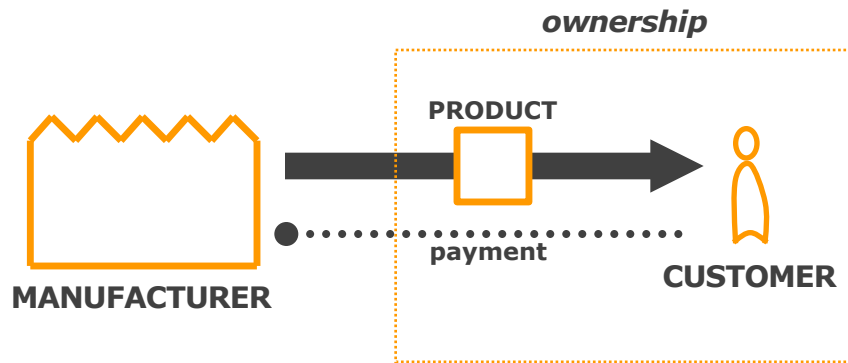 ownership
PRODUCT
payment
MANUFACTURER
CUSTOMER